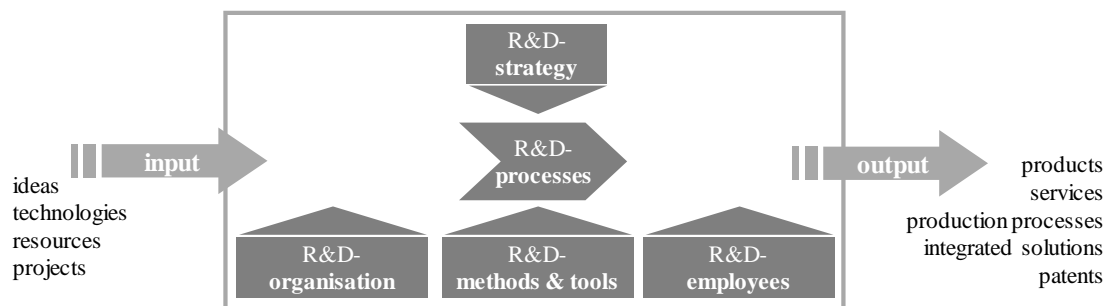 R&D-
strategy
input
R&D-
processes
output
ideas
technologies
resources
projects
products
services
production processes
integrated solutions
patents
R&D-
organisation
R&D-
methods & tools
R&D-
employees